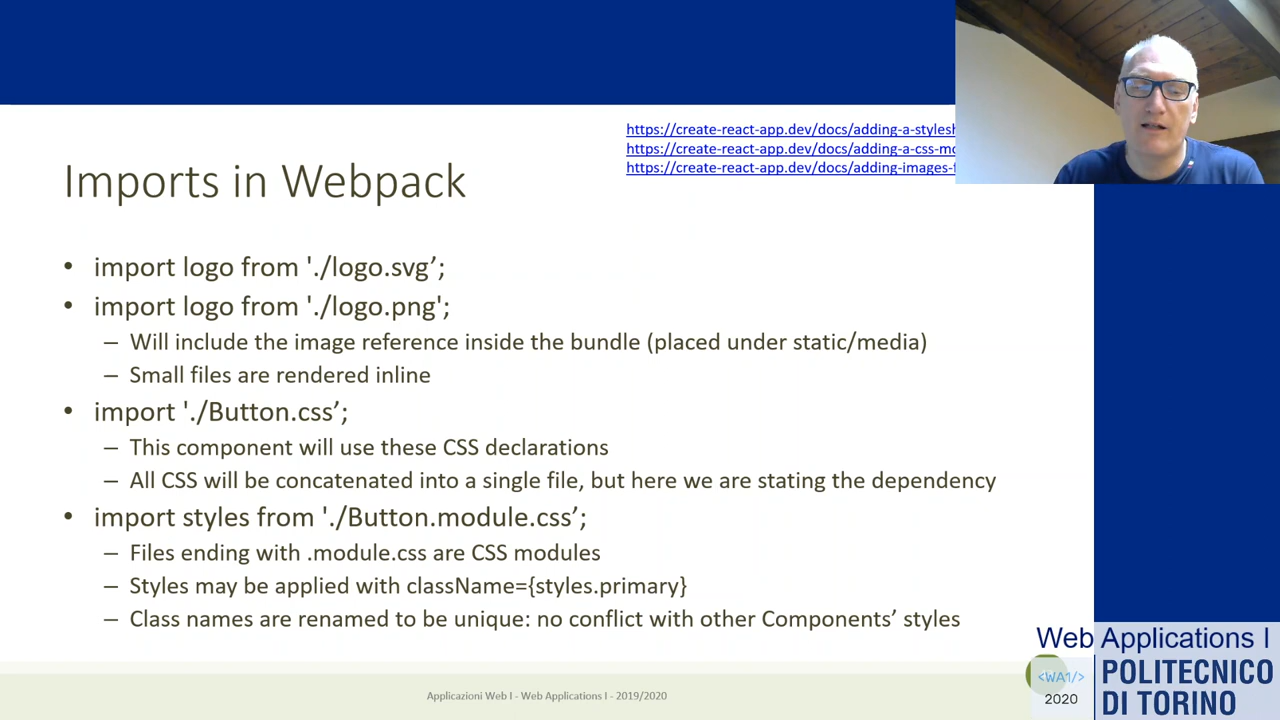 https://create-react-app.dev/docs/adding-a-stylesh
https://create-react-app.dev/docs/adding-a-css-mo
https://create-react-app.dev/docs/adding-images-f
Imports in Webpack
• import logo from './logo.svg’;
• import logo from './logo.png';
– Will include the image reference inside the bundle (placed under static/media)
– Small files are rendered inline
• import './Button.css’;
– This component will use these CSS declarations
– All CSS will be concatenated into a single file, but here we are stating the dependency
• import styles from './Button.module.css’;
– Files ending with .module.css are CSS modules
– Styles may be applied with className={styles.primary}
– Class names are renamed to be unique: no conflict with other Components’ styles
Applicazioni Web I - Web Applications I - 2019/2020
Web Applications I
<WA1/>
2020
POLITECNICO
DI TORINO